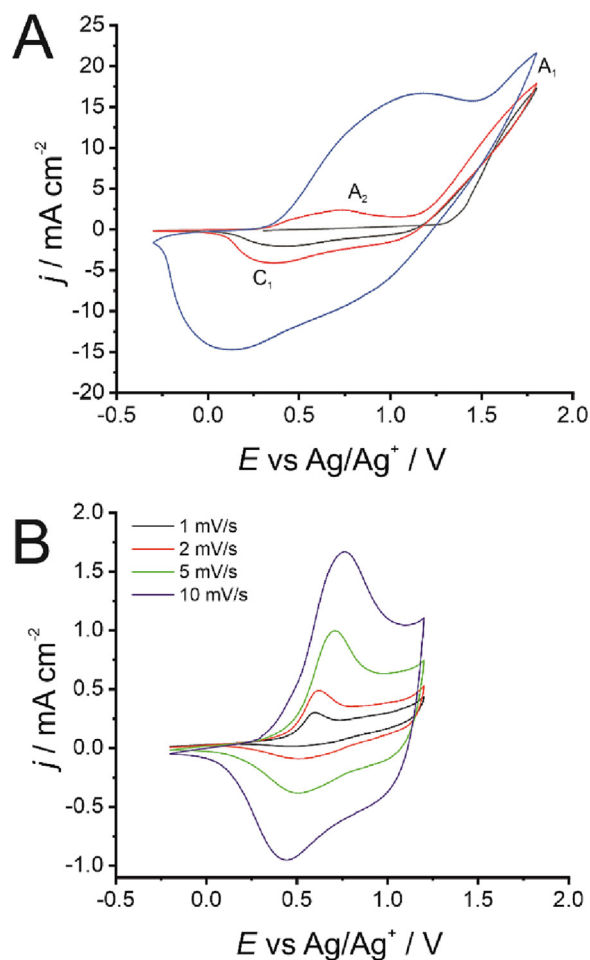 A
25
20
15
10
5
0
-5
-10
-15
-20
j / mA cm⁻²
A₁
A₂
C₁
-0.5 0.0 0.5 1.0 1.5 2.0
E vs Ag/Ag⁺ / V
B
2.0
1.5
1.0
0.5
0.0
-0.5
-1.0
j / mA cm⁻²
1 mV/s
2 mV/s
5 mV/s
10 mV/s
-0.5 0.0 0.5 1.0 1.5 2.0
E vs Ag/Ag⁺ / V